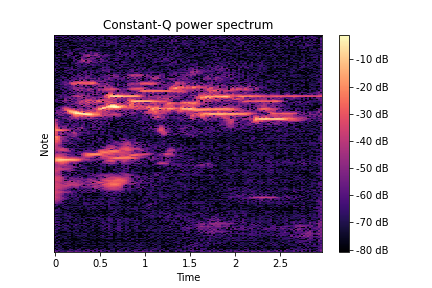 Constant-Q power spectrum
Note
-10 dB
-20 dB
-30 dB
-40 dB
-50 dB
-60 dB
-70 dB
-80 dB
0 0.5 1 1.5 2 2.5
Time